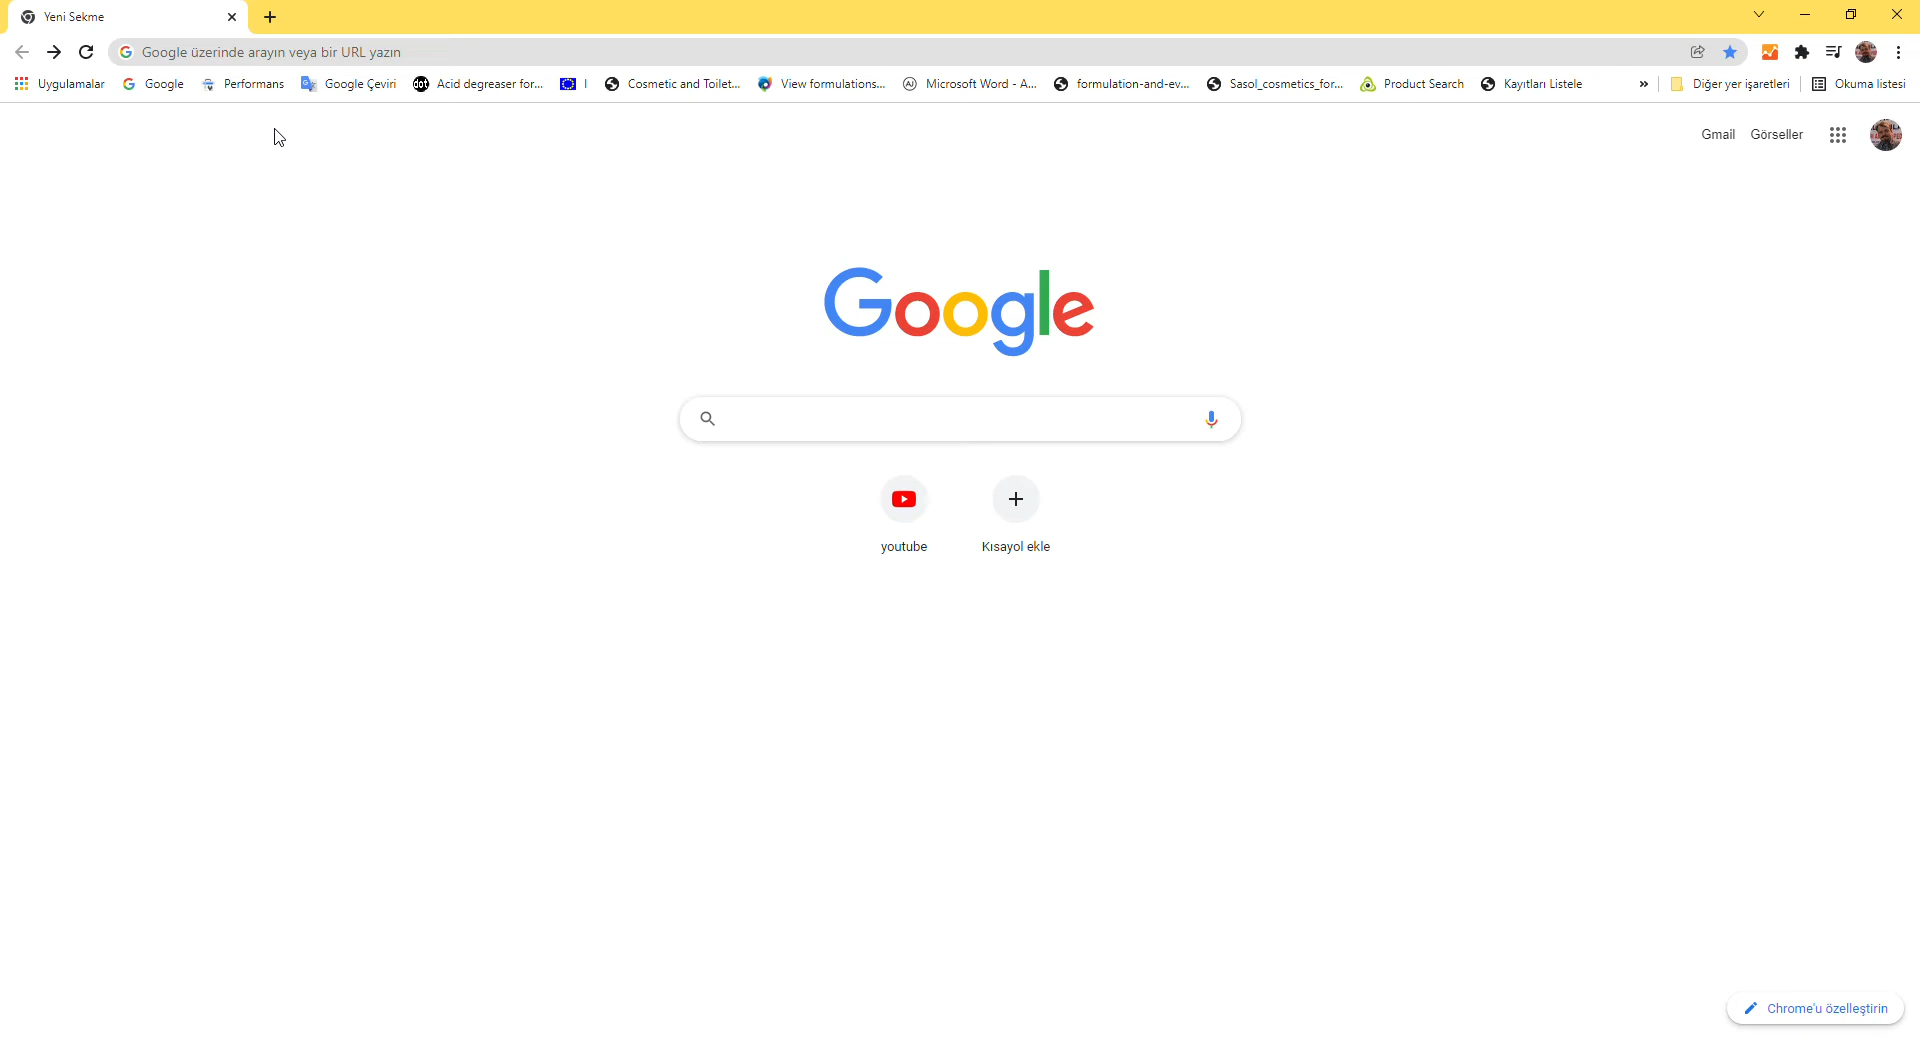 Yeni Sekme
Google üzerinde arayın veya bir URL yazın
Uygulamalar Google Performans Google Çeviri dot Acid degreaser for... I Cosmetic and Toilet... View formulations... Microsoft Word - A... formulation-and-ev... Sasol_cosmetics_for... Product Search Kayıtları Listele » Diğer yer işaretleri Okuma listesi
Gmail Görseller
Google
youtube Kısayol ekle
Chrome'u özelleştirin